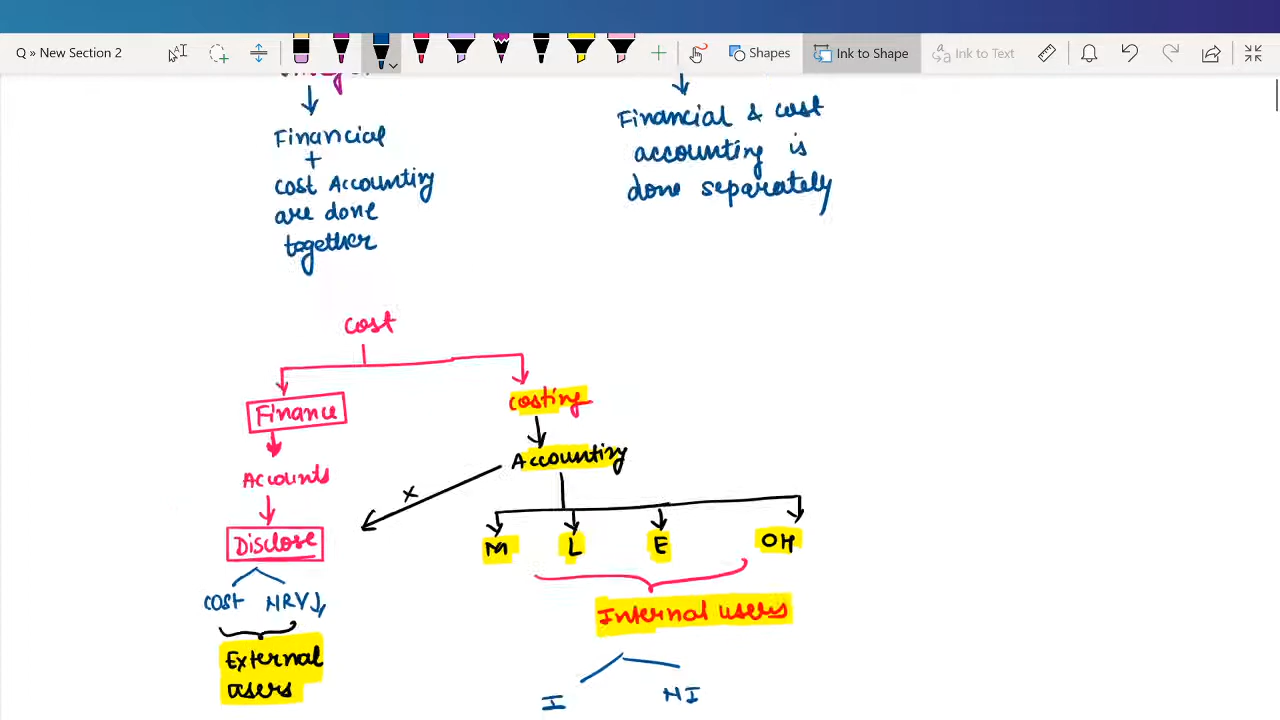 Q » New Section 2
Shapes
Ink to Shape
Ink to Text
Financial
+
Cost Accounting
are done
together
Financial & cost
accounting is
done separately
Cost
Finance
Costing
Accounts
Accounting
x
Disclose
M L E OH
Cost NRV↓
Internal users
External
users
I NI